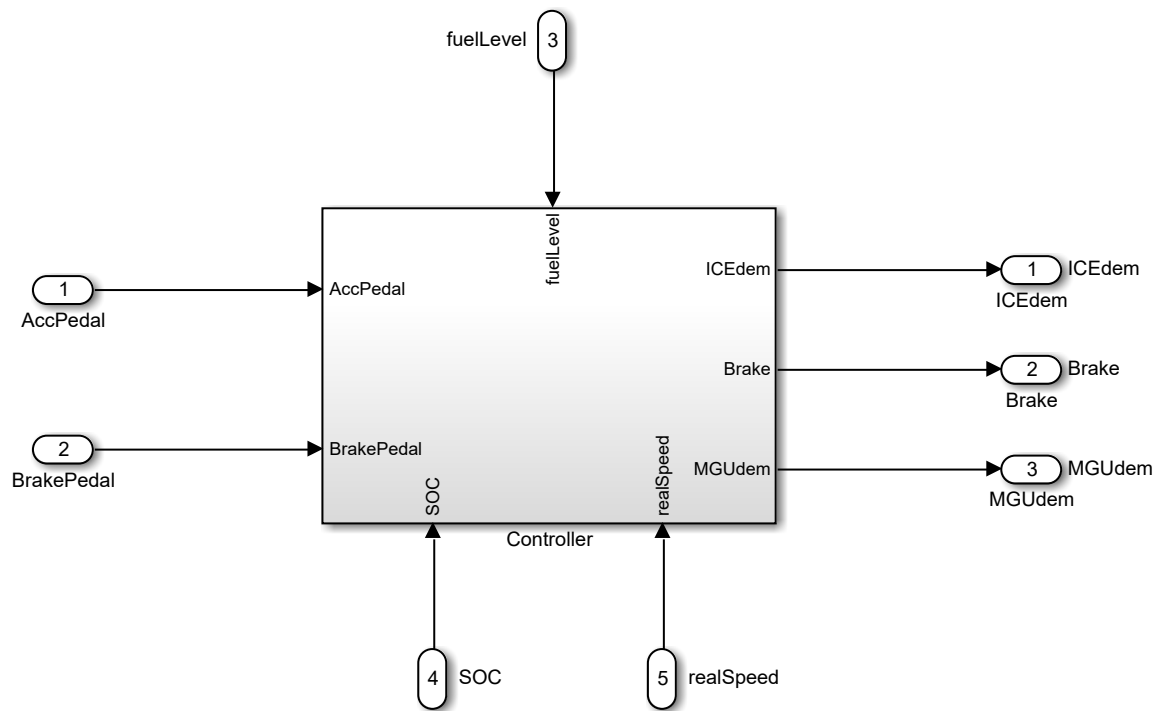 fuelLevel 3
fuelLevel
1 AccPedal
AccPedal
2 BrakePedal
BrakePedal
SOC
realSpeed
ICEdem
Brake
MGUdem
Controller
1 ICEdem
ICEdem
2 Brake
Brake
3 MGUdem
MGUdem
4 SOC
5 realSpeed